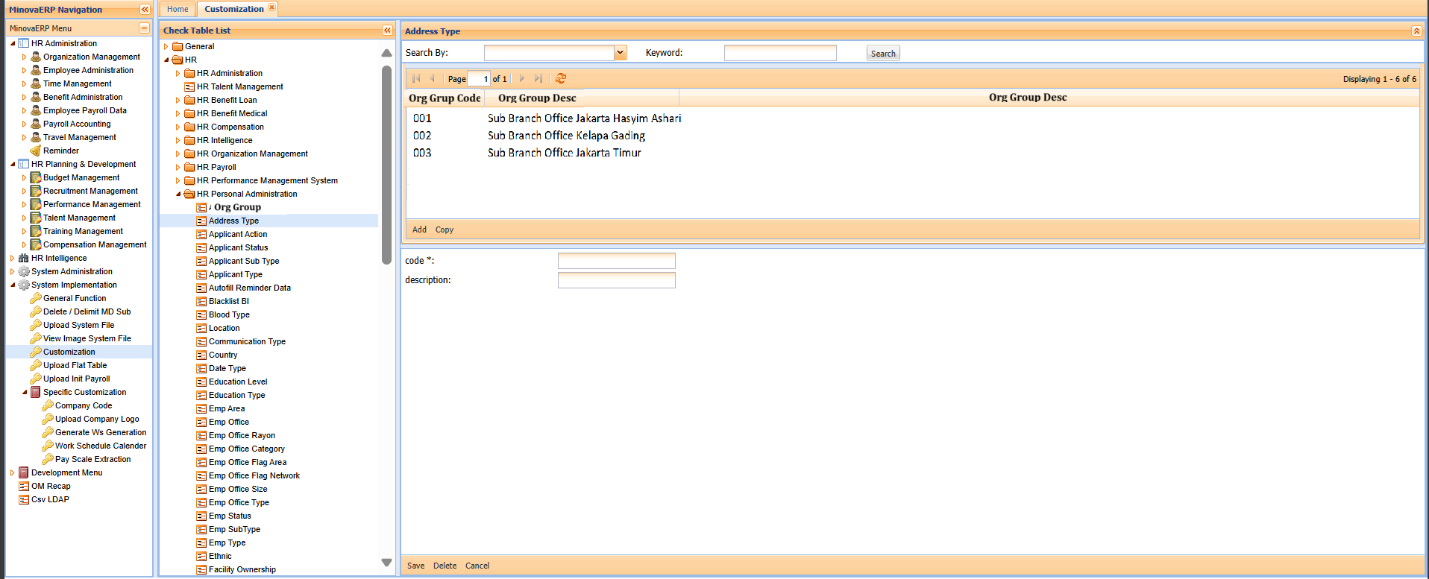 MinovaERP Navigation
MinovaERP Menu
HR Administration
Organization Management
Employee Administration
Time Management
Benefit Administration
Employee Payroll Data
Payroll Accounting
Travel Management
Reminder
HR Planning & Development
Budget Management
Recruitment Management
Performance Management
Talent Management
Training Management
Compensation Management
HR Intelligence
System Administration
System Implementation
General Function
Delete / Delimit MD Sub
Upload System File
View Image System File
Customization
Upload Flat Table
Upload Init Payroll
Specific Customization
Company Code
Upload Company Logo
Generate Ws Generation
Work Schedule Calender
Pay Scale Extraction
Development Menu
OM Recap
Csv LDAP
Home
Customization
Check Table List
General
HR
HR Administration
HR Talent Management
HR Benefit Loan
HR Benefit Medical
HR Compensation
HR Intelligence
HR Organization Management
HR Payroll
HR Performance Management System
HR Personal Administration
Org Group
Address Type
Applicant Action
Applicant Status
Applicant Sub Type
Applicant Type
Autofill Reminder Data
Blacklist BI
Blood Type
Location
Communication Type
Country
Date Type
Education Level
Education Type
Emp Area
Emp Office
Emp Office Rayon
Emp Office Category
Emp Office Flag Area
Emp Office Flag Network
Emp Office Size
Emp Office Type
Emp Status
Emp SubType
Emp Type
Ethnic
Facility Ownership
Address Type
Search By: Keyword: Search
Page 1 of 1 Displaying 1 - 6 of 6
Org Grup Code Org Group Desc Org Group Desc
001 Sub Branch Office Jakarta Hasyim Ashari
002 Sub Branch Office Kelapa Gading
003 Sub Branch Office Jakarta Timur
Add Copy
code *:
description:
Save Delete Cancel